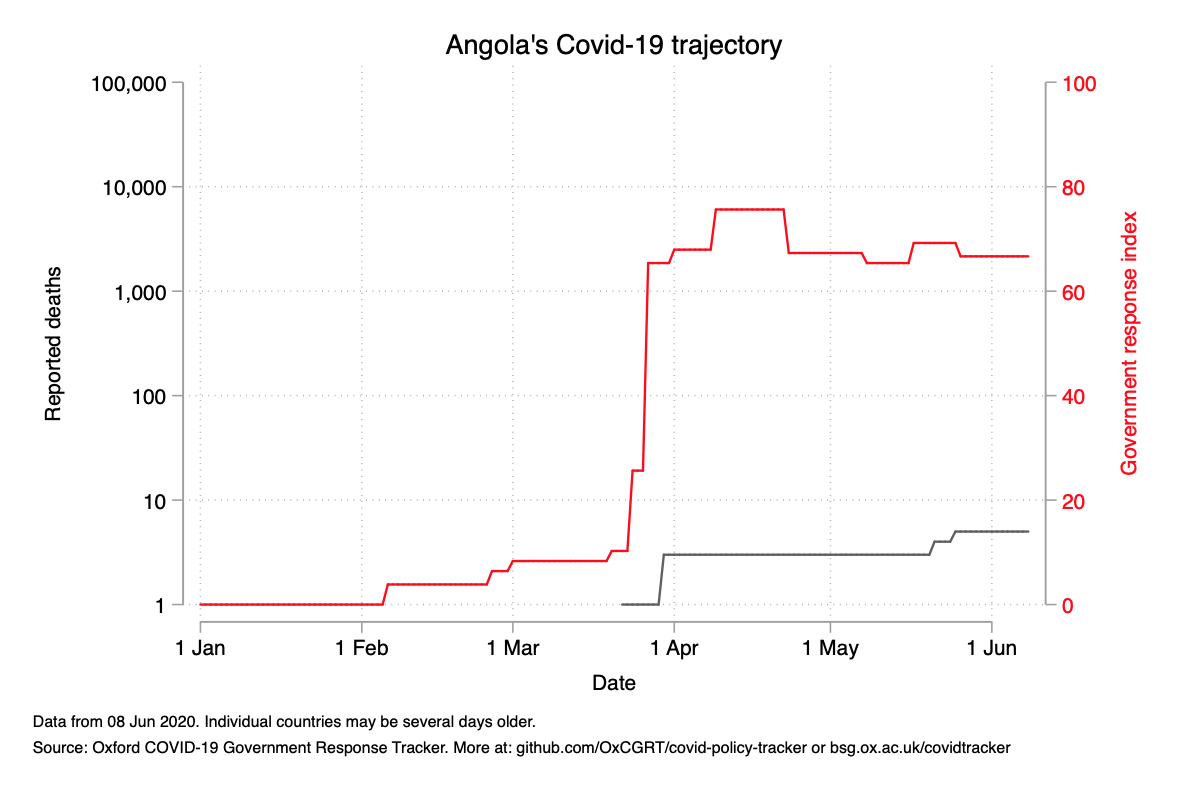 Angola's Covid-19 trajectory
100,000
10,000
1,000
100
10
1
Reported deaths
100
80
60
40
20
0
Government response index
1 Jan
1 Feb
1 Mar
1 Apr
1 May
1 Jun
Date
Data from 08 Jun 2020. Individual countries may be several days older.
Source: Oxford COVID-19 Government Response Tracker. More at: github.com/OxCGRT/covid-policy-tracker or bsg.ox.ac.uk/covidtracker